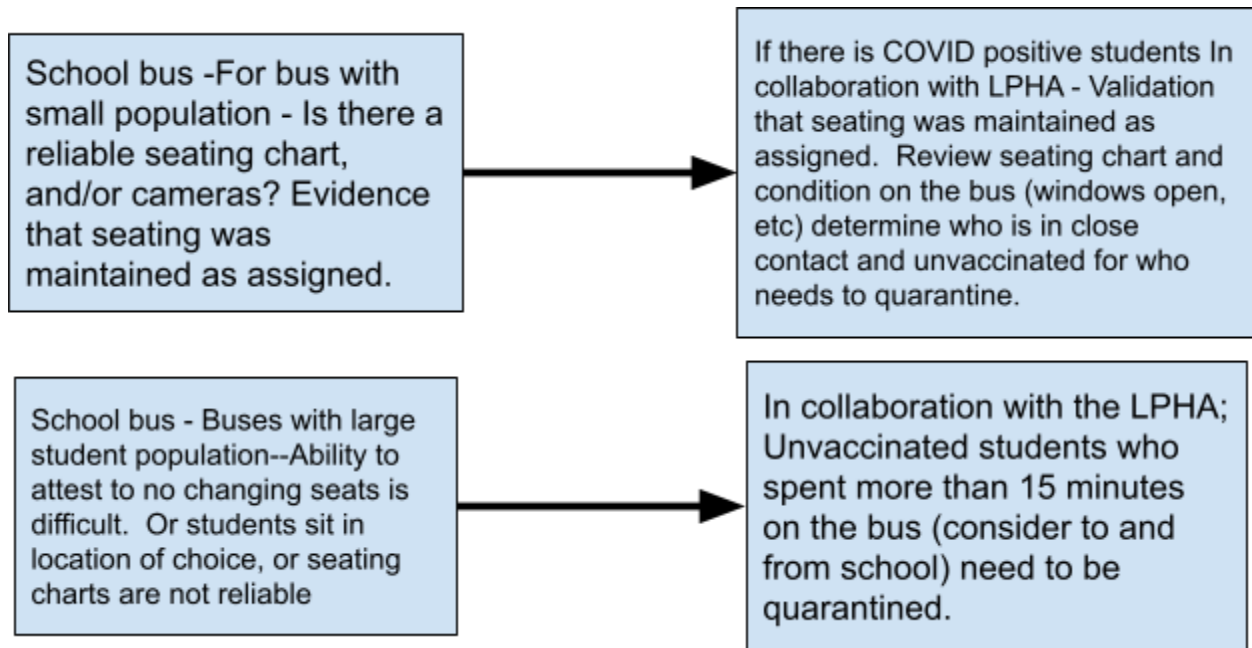 School bus -For bus with
small population - Is there a
reliable seating chart,
and/or cameras? Evidence
that seating was
maintained as assigned.
If there is COVID positive students In
collaboration with LPHA - Validation
that seating was maintained as
assigned.  Review seating chart and
condition on the bus (windows open,
etc) determine who is in close
contact and unvaccinated for who
needs to quarantine.
School bus - Buses with large
student population--Ability to
attest to no changing seats is
difficult.  Or students sit in
location of choice, or seating
charts are not reliable
In collaboration with the LPHA;
Unvaccinated students who
spent more than 15 minutes
on the bus (consider to and
from school) need to be
quarantined.